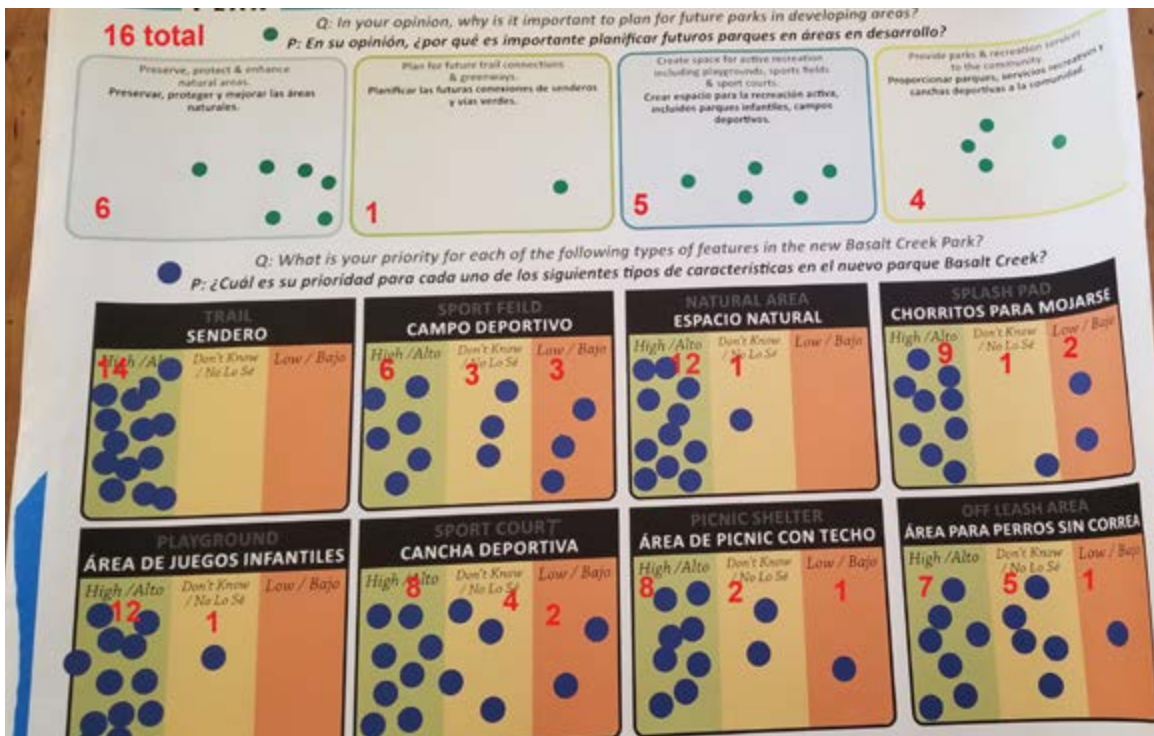 16 total
Q: In your opinion, why is it important to plan for future parks in developing areas?
P: En su opinión, ¿por qué es importante planificar futuros parques en áreas en desarrollo?
Preserve, protect & enhance
natural areas.
Preservar, proteger y mejorar las áreas
naturales.
6
Plan for future trail connections
& greenways.
Planificar las futuras conexiones de senderos
y vías verdes.
1
Create space for active recreation
including playgrounds, sports fields
& sport courts.
Crear espacio para la recreación activa,
incluidos parques infantiles, campos
deportivos.
5
Provide parks & recreation services
to the community.
Proporcionar parques, servicios recreativos y
canchas deportivas a la comunidad.
4
Q: What is your priority for each of the following types of features in the new Basalt Creek Park?
P: ¿Cuál es su prioridad para cada uno de los siguientes tipos de características en el nuevo parque Basalt Creek?
TRAIL
SENDERO
High /Alto
Don't Know
/ No Lo Sé
Low / Bajo
14
SPORT FEILD
CAMPO DEPORTIVO
High /Alto
Don't Know
/ No Lo Sé
Low / Bajo
6
3
3
NATURAL AREA
ESPACIO NATURAL
High /Alto
Don't Know
/ No Lo Sé
Low / Bajo
12
1
SPLASH PAD
CHORRITOS PARA MOJARSE
High /Alto
Don't Know
/ No Lo Sé
Low / Bajo
9
1
2
PLAYGROUND
ÁREA DE JUEGOS INFANTILES
High /Alto
Don't Know
/ No Lo Sé
Low / Bajo
12
1
SPORT COURT
CANCHA DEPORTIVA
High /Alto
Don't Know
/ No Lo Sé
Low / Bajo
8
4
2
PICNIC SHELTER
ÁREA DE PICNIC CON TECHO
High /Alto
Don't Know
/ No Lo Sé
Low / Bajo
8
2
1
OFF LEASH AREA
ÁREA PARA PERROS SIN CORREA
High /Alto
Don't Know
/ No Lo Sé
Low / Bajo
7
5
1